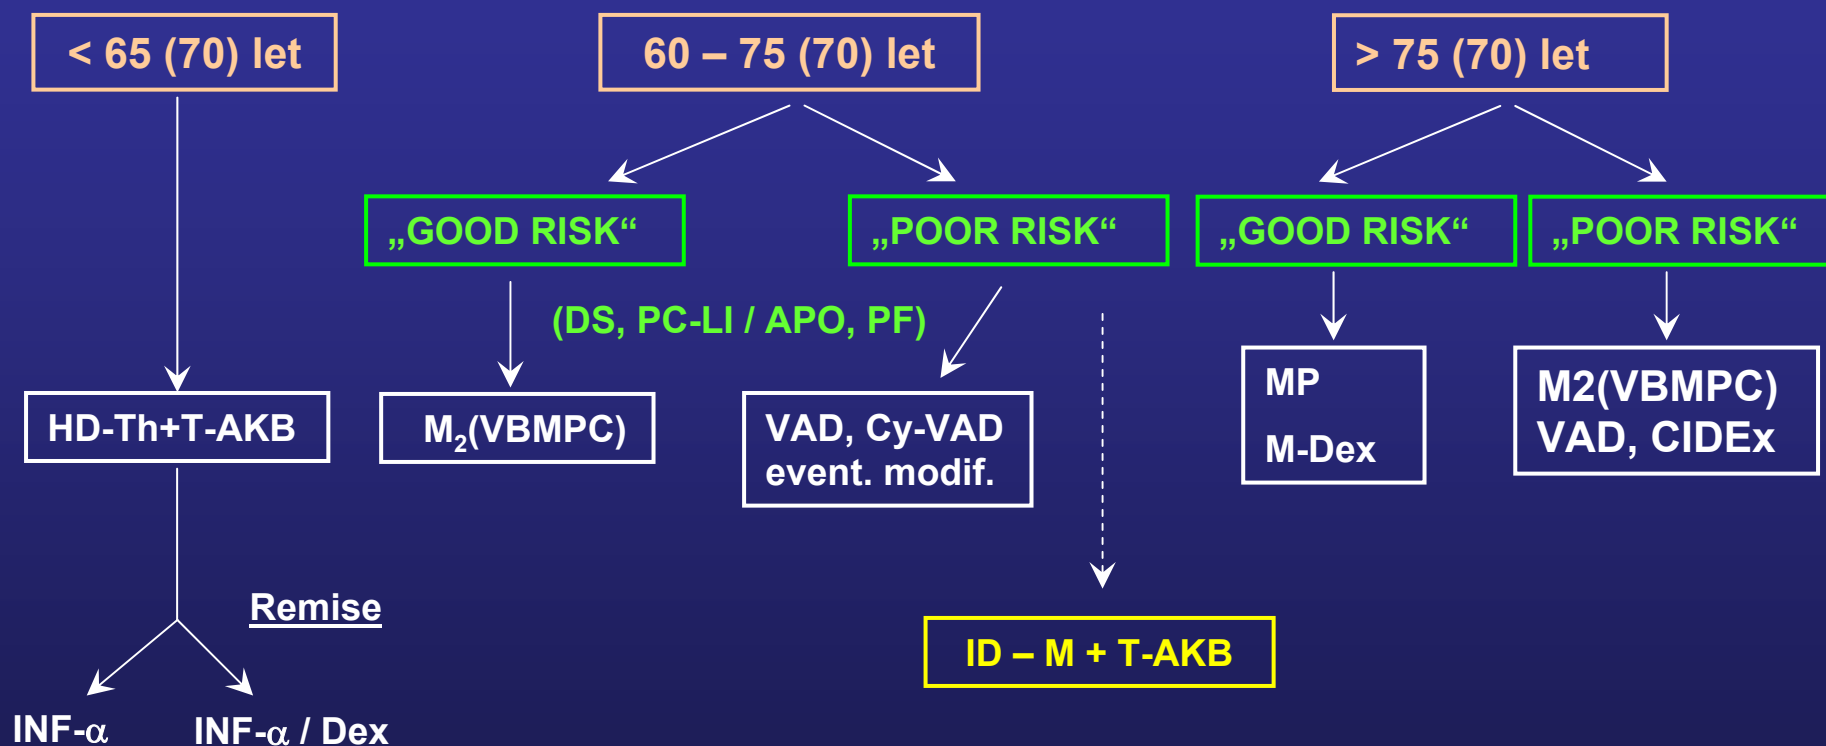 < 65 (70) let
60 – 75 (70) let
> 75 (70) let
„GOOD RISK“
„POOR RISK“
„GOOD RISK“
„POOR RISK“
(DS, PC-LI / APO, PF)
HD-Th+T-AKB
M₂(VBMPC)
VAD, Cy-VAD
event. modif.
MP
M-Dex
M2(VBMPC)
VAD, CIDEx
Remise
ID – M + T-AKB
INF-α
INF-α / Dex